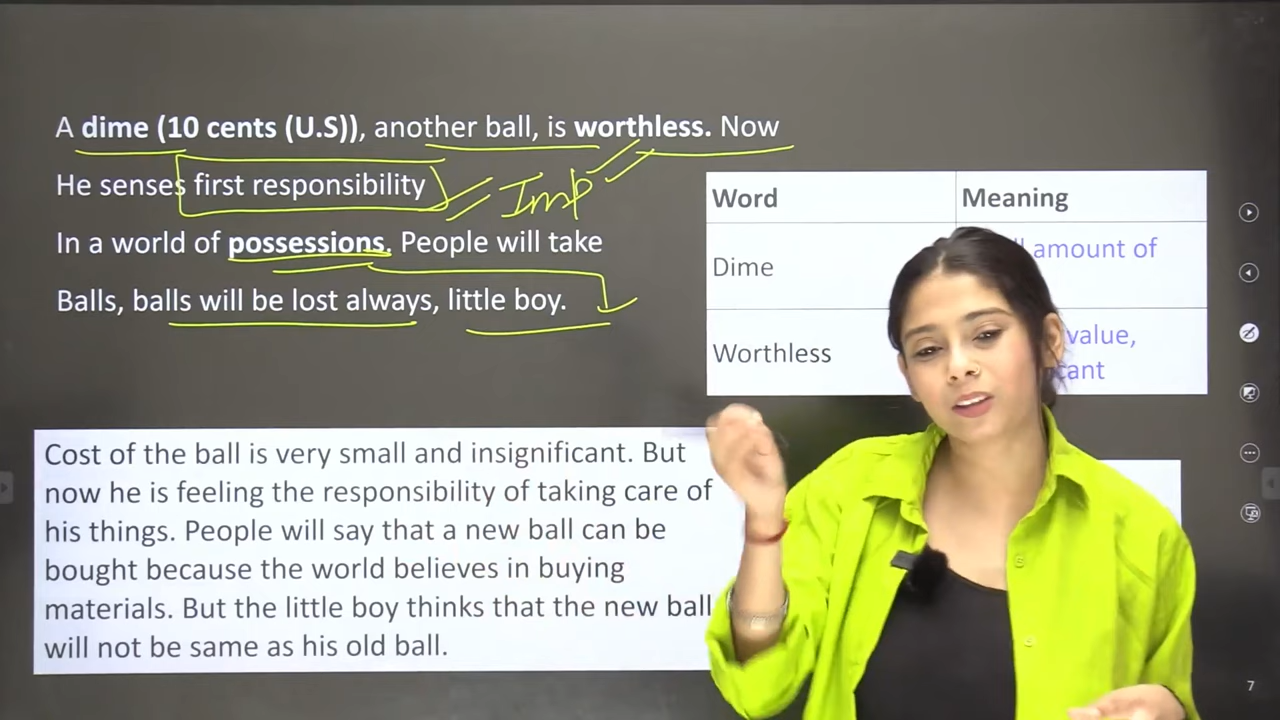 A dime (10 cents (U.S)), another ball, is worthless. Now
He senses first responsibility
Imp
In a world of possessions. People will take
Balls, balls will be lost always, little boy.
Word Meaning
Dime amount of
Worthless value,
Cost of the ball is very small and insignificant. But
now he is feeling the responsibility of taking care of
his things. People will say that a new ball can be
bought because the world believes in buying
materials. But the little boy thinks that the new ball
will not be same as his old ball.
7